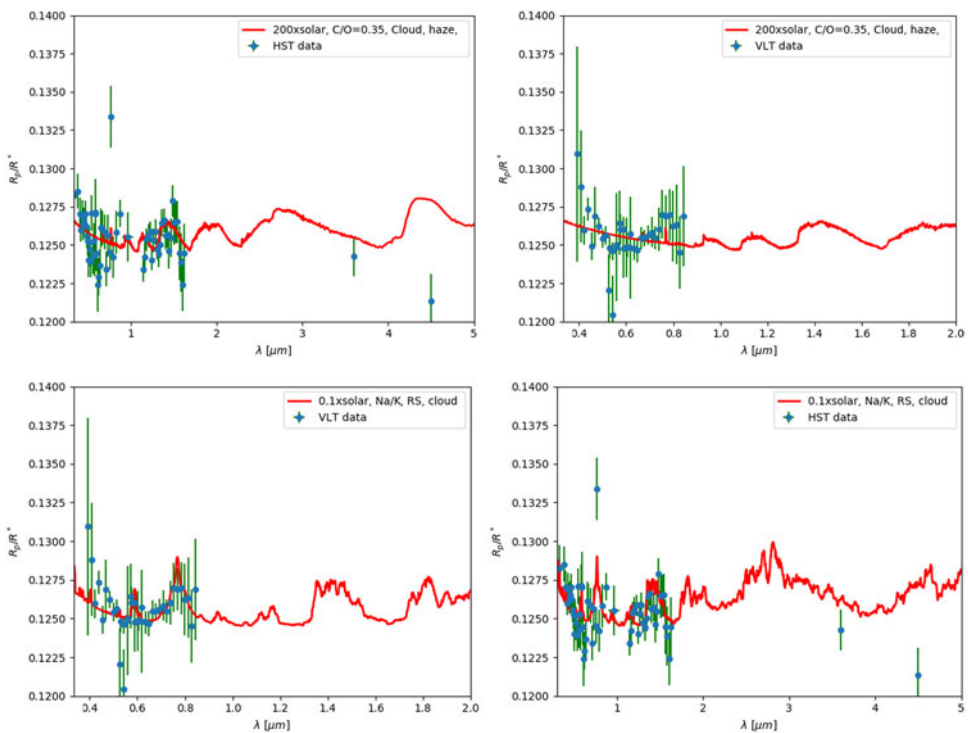 0.1400
0.1375
0.1350
0.1325
0.1300
0.1275
0.1250
0.1225
0.1200
Rp/R*
200xsolar, C/O=0.35, Cloud, haze,
HST data
1 2 3 4 5
λ [μm]
0.1400
0.1375
0.1350
0.1325
0.1300
0.1275
0.1250
0.1225
0.1200
Rp/R*
200xsolar, C/O=0.35, Cloud, haze,
VLT data
0.4 0.6 0.8 1.0 1.2 1.4 1.6 1.8 2.0
λ [μm]
0.1400
0.1375
0.1350
0.1325
0.1300
0.1275
0.1250
0.1225
0.1200
Rp/R*
0.1xsolar, Na/K, RS, cloud
VLT data
0.4 0.6 0.8 1.0 1.2 1.4 1.6 1.8 2.0
λ [μm]
0.1400
0.1375
0.1350
0.1325
0.1300
0.1275
0.1250
0.1225
0.1200
Rp/R*
0.1xsolar, Na/K, RS, cloud
HST data
1 2 3 4 5
λ [μm]